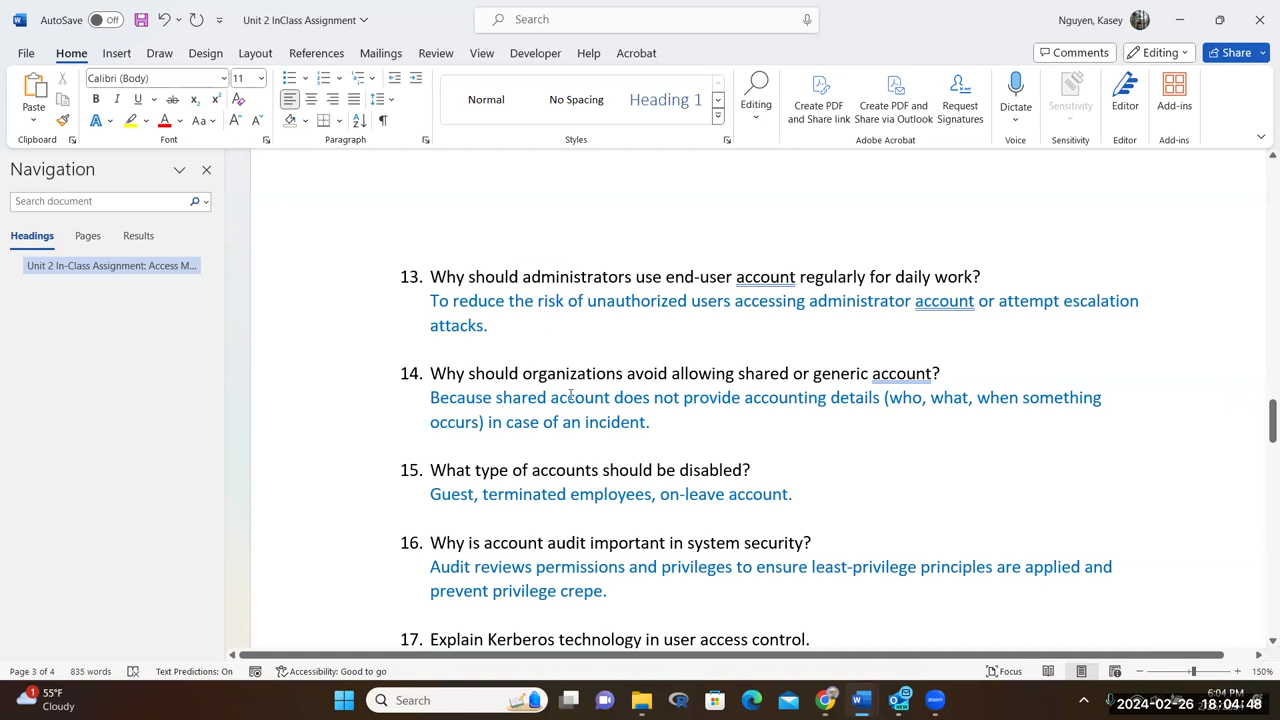 AutoSave Off Unit 2 InClass Assignment Search Nguyen, Kasey
File Home Insert Draw Design Layout References Mailings Review View Developer Help Acrobat Comments Editing Share
Calibri (Body) 11
Paste
B I U ab x₂ x² A
A A Aa A A
Normal No Spacing Heading 1
Editing
Create PDF and Share link
Create PDF and Share via Outlook
Request Signatures
Dictate
Sensitivity
Editor
Add-ins
Clipboard Font Paragraph Styles Adobe Acrobat Voice Sensitivity Editor Add-ins
Navigation
Search document
Headings Pages Results
Unit 2 In-Class Assignment: Access M...
13. Why should administrators use end-user account regularly for daily work?
To reduce the risk of unauthorized users accessing administrator account or attempt escalation
attacks.
14. Why should organizations avoid allowing shared or generic account?
Because shared account does not provide accounting details (who, what, when something
occurs) in case of an incident.
15. What type of accounts should be disabled?
Guest, terminated employees, on-leave account.
16. Why is account audit important in system security?
Audit reviews permissions and privileges to ensure least-privilege principles are applied and
prevent privilege crepe.
17. Explain Kerberos technology in user access control.
Page 3 of 4 835 words Text Predictions: On Accessibility: Good to go Focus 150%
1 55°F
Cloudy
Search
zoom
6:04 PM
2024-02-26 18:04:48